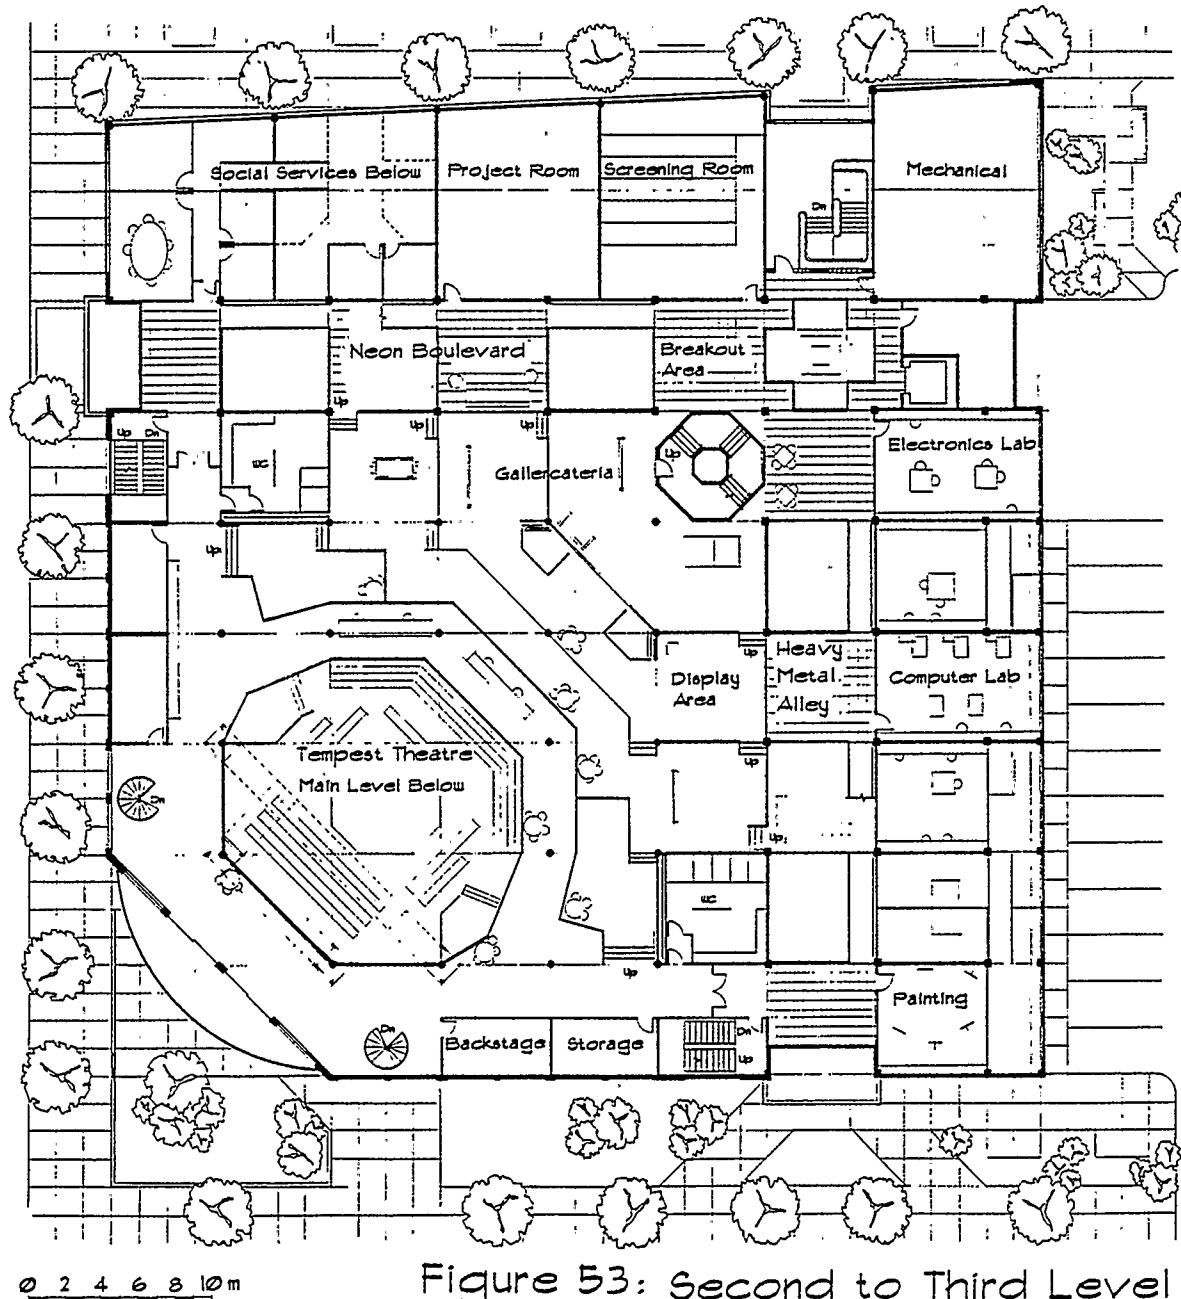 Social Services Below
Project Room
Screening Room
Mechanical
Dn
Neon Boulevard
Breakout
Area
Up
Up Dn
WC
Up
Up
Gallercateria
Up
Electronics Lab
Up
Up
Display
Area
Heavy
Metal
Alley
Computer Lab
Tempest Theatre
Main Level Below
Up
Dn
Up
WC
Up
Painting
Dn
Backstage
Storage
Dn
Up
0 2 4 6 8 10m
Figure 53: Second to Third Level